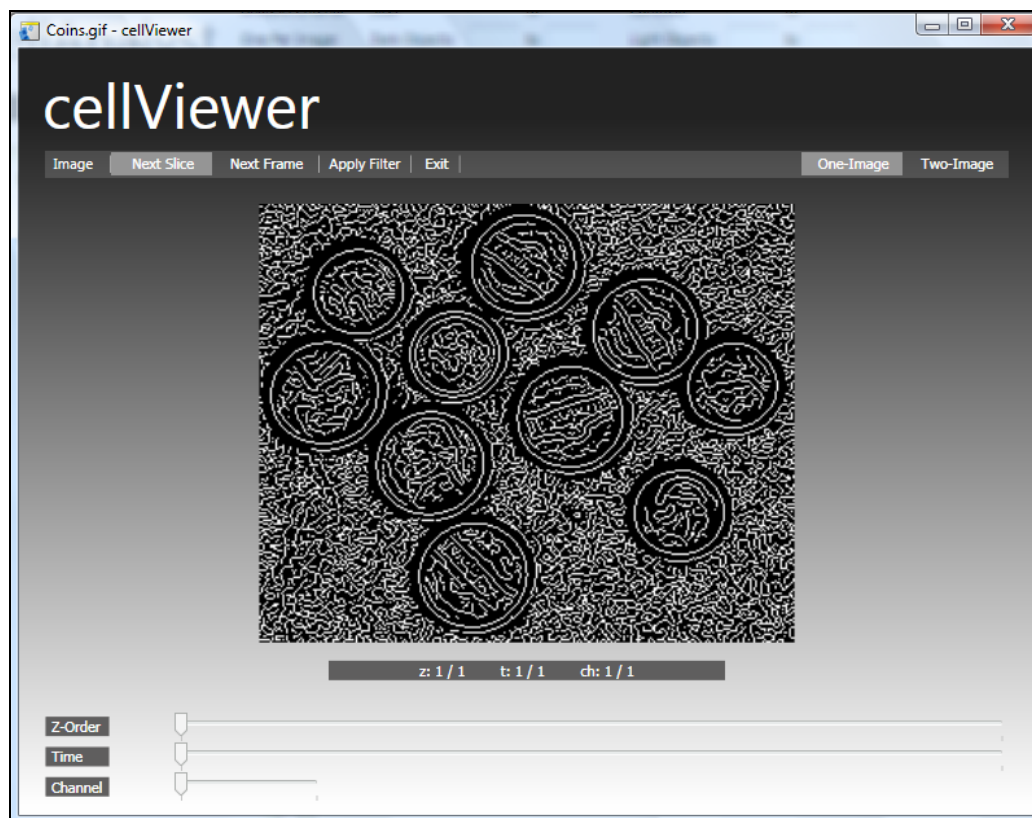 Coins.gif - cellViewer
cellViewer
Image Next Slice Next Frame Apply Filter Exit One-Image Two-Image
z: 1 / 1 t: 1 / 1 ch: 1 / 1
Z-Order
Time
Channel